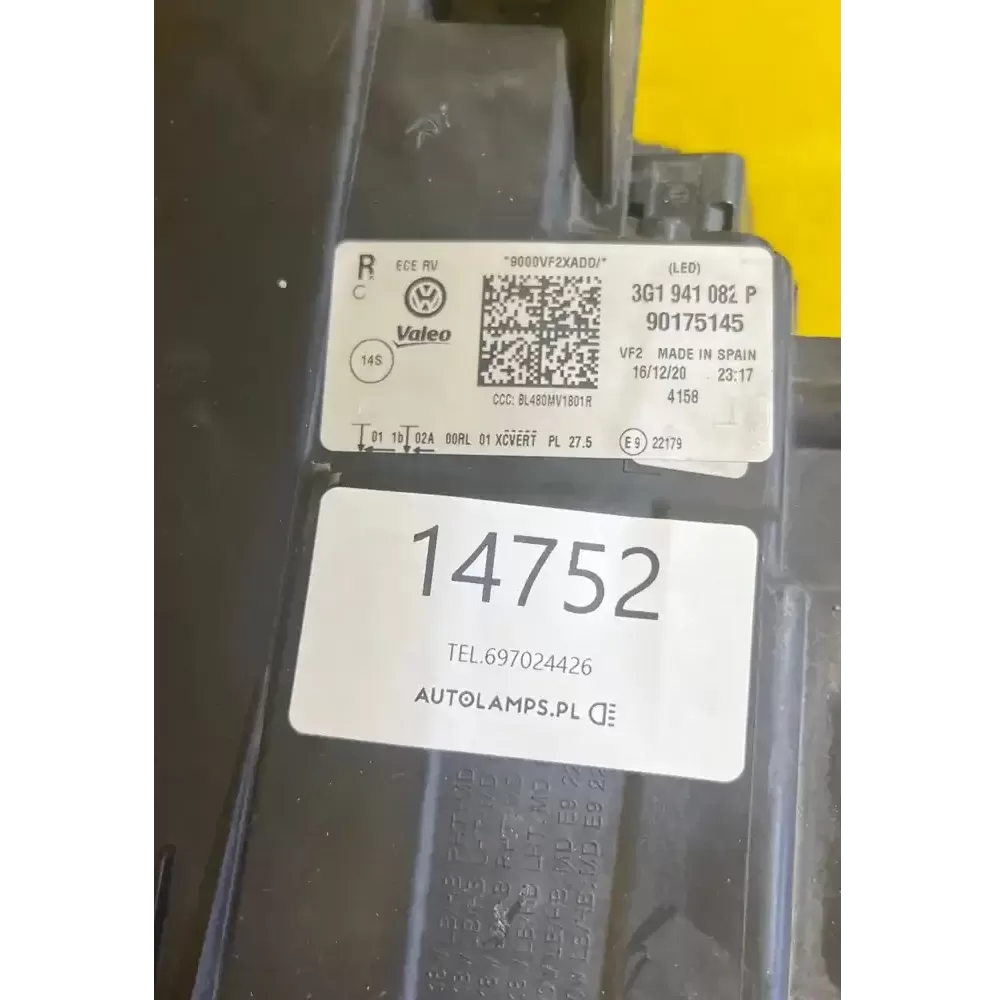 R
ECE RV
C
Valeo
14S
"9000VF2XADD/"
CCC: BL480MV1801R
(LED)
3G1 941 082 P
90175145
VF2 MADE IN SPAIN
16/12/20 23:17
4158
01 1b 02A 00RL 01 XCVERT PL 27.5 E9 22179
14752
TEL.697024426
AUTOLAMPS.PL